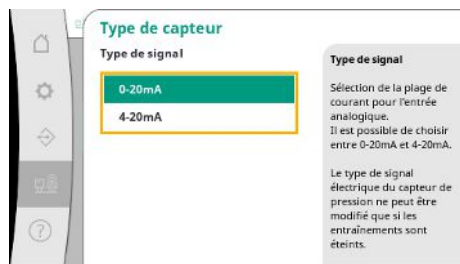 Type de capteur
Type de signal
0-20mA
4-20mA
Type de signal
Sélection de la plage de
courant pour l'entrée
analogique.
Il est possible de choisir
entre 0-20mA et 4-20mA.
Le type de signal
électrique du capteur de
pression ne peut être
modifié que si les
entraînements sont
éteints.